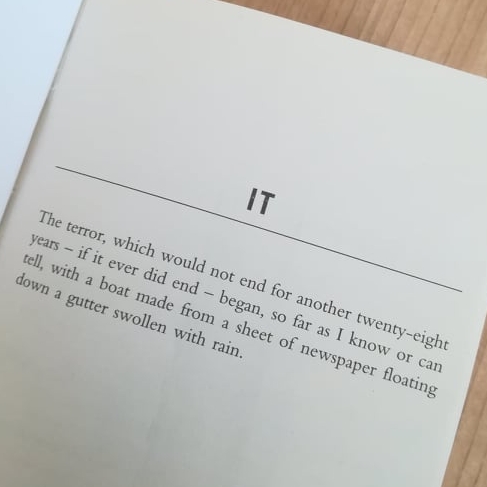 IT
The terror, which would not end for another twenty-eight
years – if it ever did end – began, so far as I know or can
tell, with a boat made from a sheet of newspaper floating
down a gutter swollen with rain.